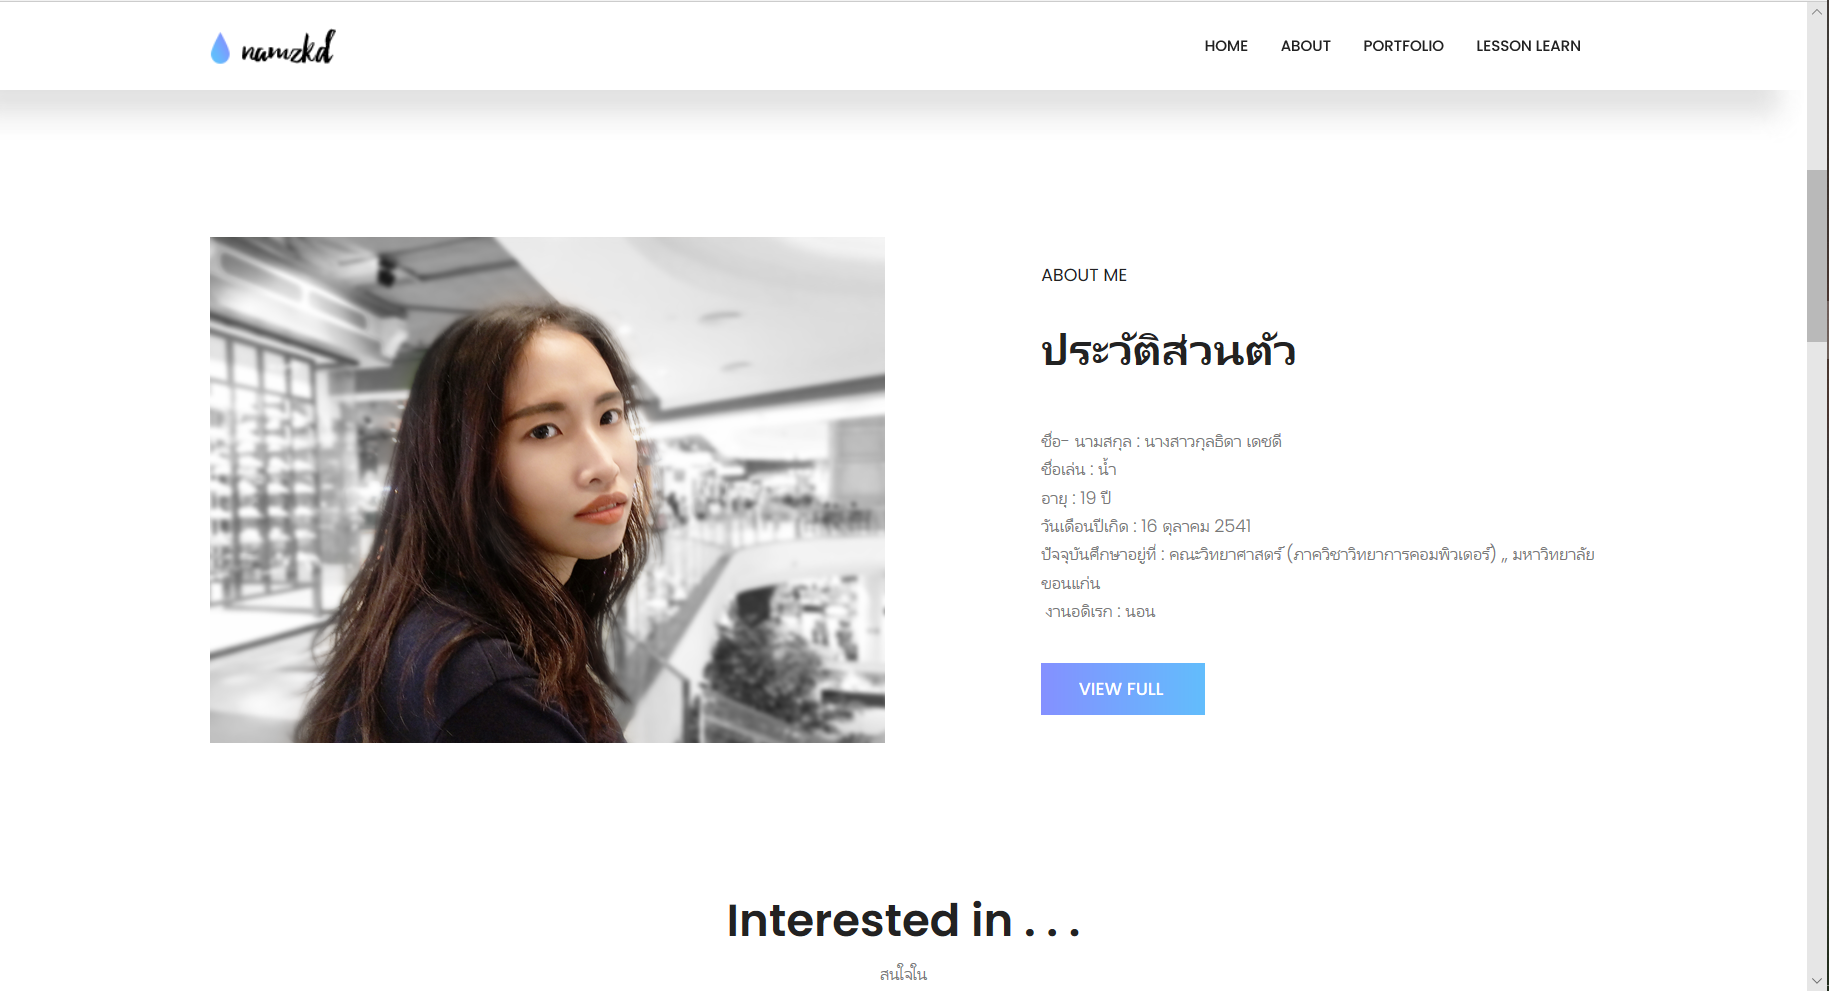 namzkd
HOME ABOUT PORTFOLIO LESSON LEARN
ABOUT ME
ประวัติส่วนตัว
ชื่อ- นามสกุล : นางสาวกุลธิดา เดชดี
ชื่อเล่น : น้ำ
อายุ : 19 ปี
วันเดือนปีเกิด : 16 ตุลาคม 2541
ปัจจุบันศึกษาอยู่ที่ : คณะวิทยาศาสตร์ (ภาควิชาวิทยาการคอมพิวเตอร์) ,, มหาวิทยาลัย
ขอนแก่น
งานอดิเรก : นอน
VIEW FULL
Interested in . . .
สนใจใน